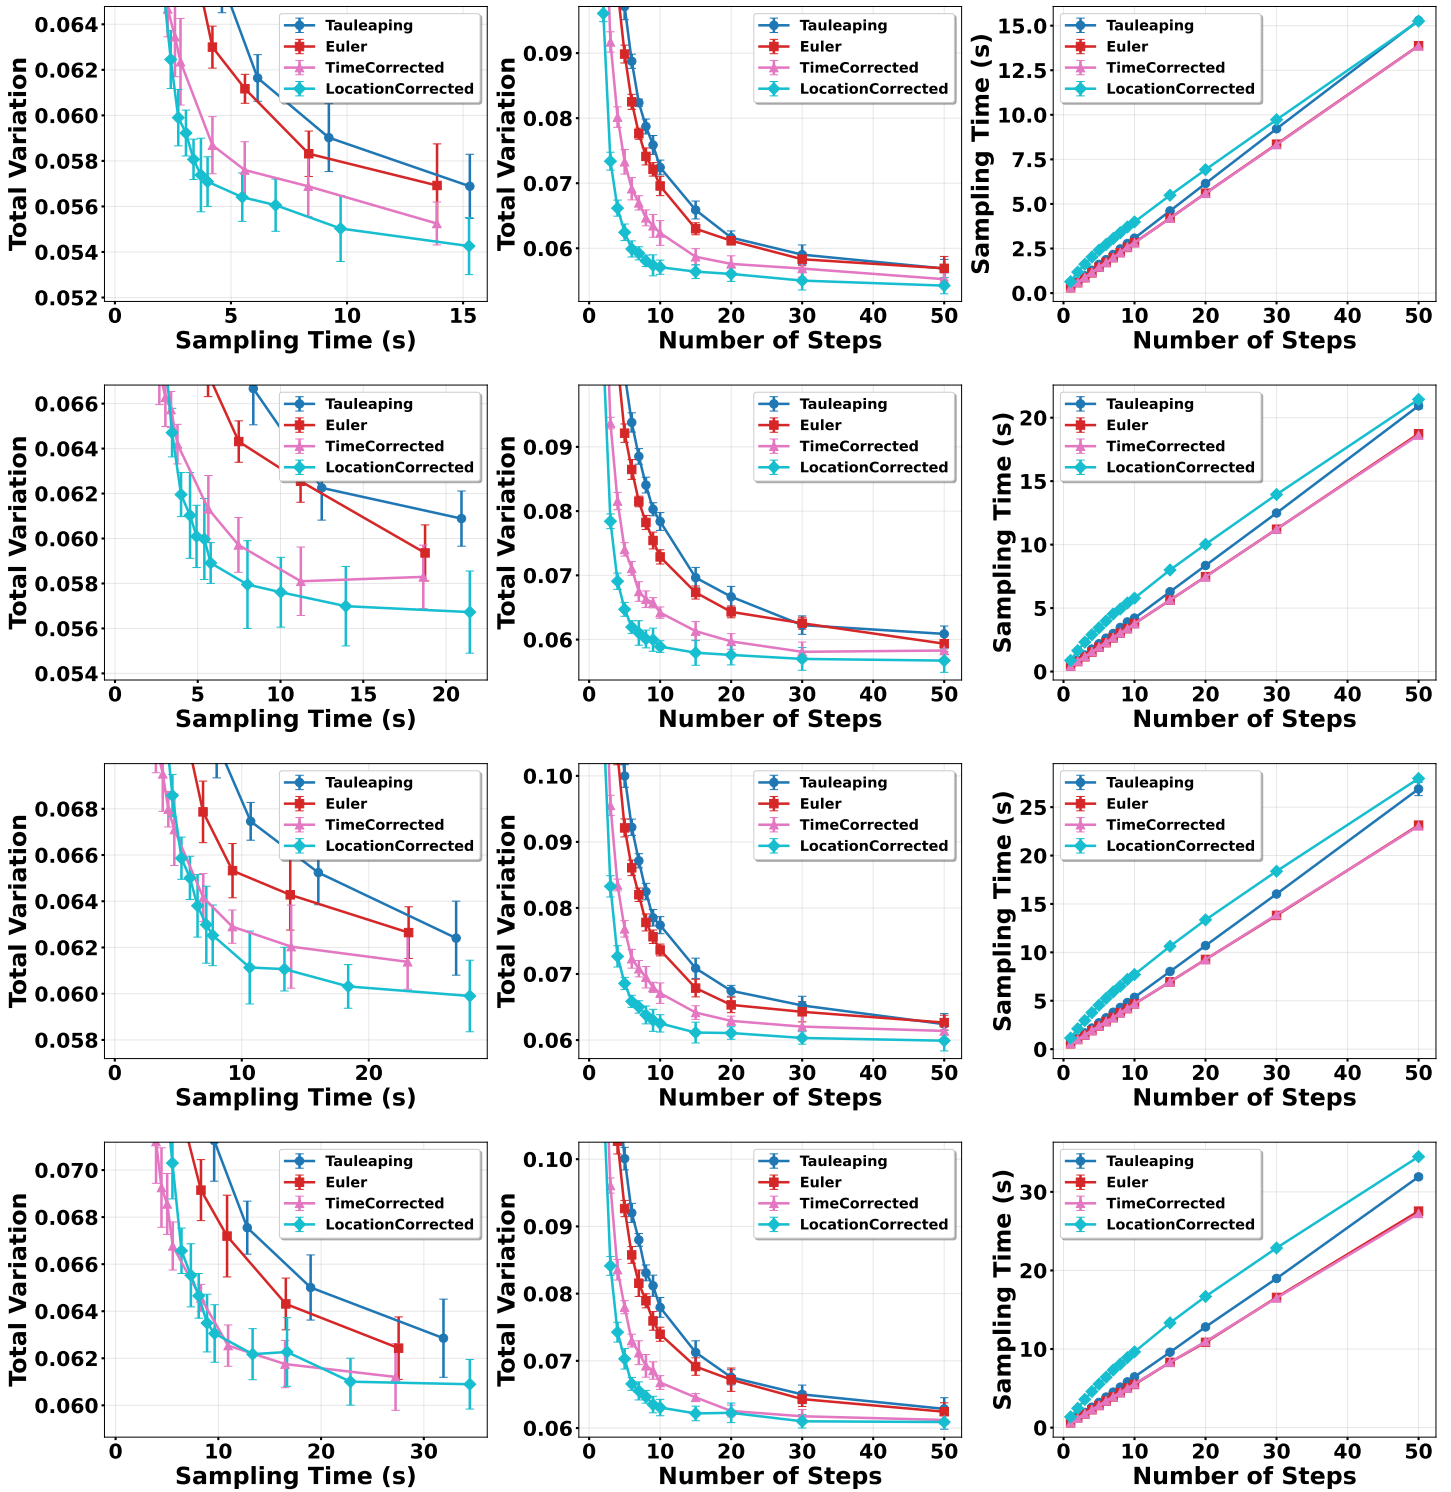 0.064
0.062
0.060
0.058
0.056
0.054
0.052
Total Variation
0
5
10
15
Sampling Time (s)
Tauleaping
Euler
TimeCorrected
LocationCorrected
0.09
0.08
0.07
0.06
Total Variation
0
10
20
30
40
50
Number of Steps
Tauleaping
Euler
TimeCorrected
LocationCorrected
15.0
12.5
10.0
7.5
5.0
2.5
0.0
Sampling Time (s)
0
10
20
30
40
50
Number of Steps
Tauleaping
Euler
TimeCorrected
LocationCorrected
0.066
0.064
0.062
0.060
0.058
0.056
0.054
Total Variation
0
5
10
15
20
Sampling Time (s)
Tauleaping
Euler
TimeCorrected
LocationCorrected
0.09
0.08
0.07
0.06
Total Variation
0
10
20
30
40
50
Number of Steps
Tauleaping
Euler
TimeCorrected
LocationCorrected
20
15
10
5
0
Sampling Time (s)
0
10
20
30
40
50
Number of Steps
Tauleaping
Euler
TimeCorrected
LocationCorrected
0.068
0.066
0.064
0.062
0.060
0.058
Total Variation
0
10
20
Sampling Time (s)
Tauleaping
Euler
TimeCorrected
LocationCorrected
0.10
0.09
0.08
0.07
0.06
Total Variation
0
10
20
30
40
50
Number of Steps
Tauleaping
Euler
TimeCorrected
LocationCorrected
25
20
15
10
5
0
Sampling Time (s)
0
10
20
30
40
50
Number of Steps
Tauleaping
Euler
TimeCorrected
LocationCorrected
0.070
0.068
0.066
0.064
0.062
0.060
Total Variation
0
10
20
30
Sampling Time (s)
Tauleaping
Euler
TimeCorrected
LocationCorrected
0.10
0.09
0.08
0.07
0.06
Total Variation
0
10
20
30
40
50
Number of Steps
Tauleaping
Euler
TimeCorrected
LocationCorrected
30
20
10
0
Sampling Time (s)
0
10
20
30
40
50
Number of Steps
Tauleaping
Euler
TimeCorrected
LocationCorrected